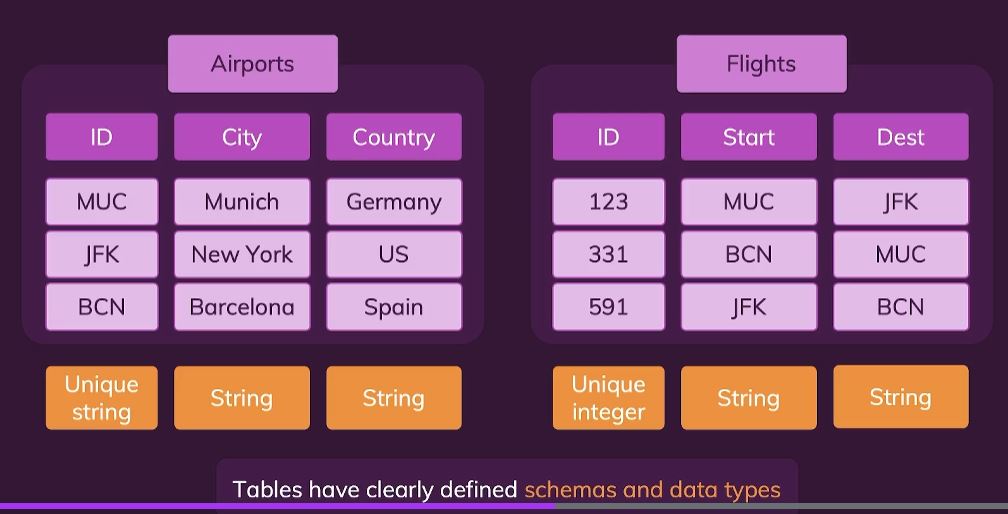 Airports
ID City Country
MUC Munich Germany
JFK New York US
BCN Barcelona Spain
Unique
string
String
String
Flights
ID Start Dest
123 MUC JFK
331 BCN MUC
591 JFK BCN
Unique
integer
String
String
Tables have clearly defined schemas and data types